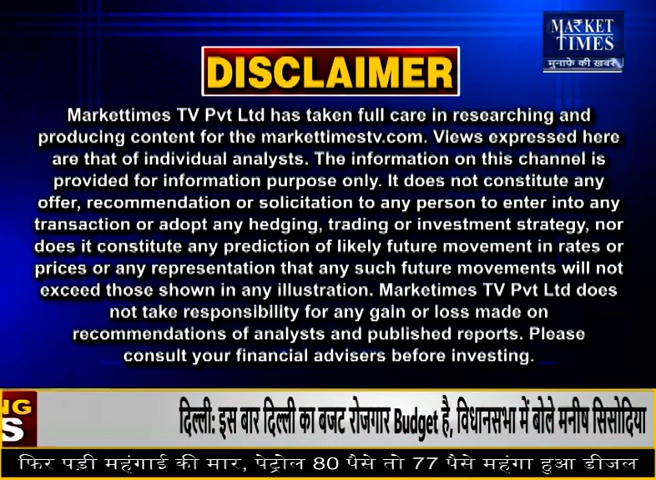 MARKET
TIMES
मुनाफे की ख़बर
DISCLAIMER
Markettimes TV Pvt Ltd has taken full care in researching and
producing content for the markettimestv.com. Views expressed here
are that of individual analysts. The information on this channel is
provided for information purpose only. It does not constitute any
offer, recommendation or solicitation to any person to enter into any
transaction or adopt any hedging, trading or investment strategy, nor
does it constitute any prediction of likely future movement in rates or
prices or any representation that any such future movements will not
exceed those shown in any illustration. Marketimes TV Pvt Ltd does
not take responsibility for any gain or loss made on
recommendations of analysts and published reports. Please
consult your financial advisers before investing.
NG
S
दिल्ली: इस बार दिल्ली का बजट रोजगार Budget है, विधानसभा में बोले मनीष सिसोदिया
फिर पड़ी महंगाई की मार, पेट्रोल 80 पैसे तो 77 पैसे महंगा हुआ डीजल